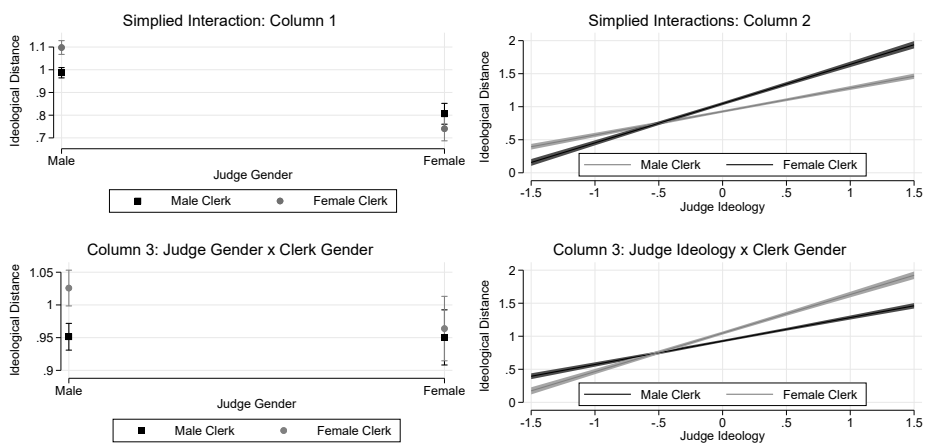 Simplied Interaction: Column 1
Ideological Distance
1.1
1
.9
.8
.7
Male
Female
Judge Gender
Male Clerk
Female Clerk
Simplied Interactions: Column 2
Ideological Distance
2
1.5
1
.5
0
Male Clerk
Female Clerk
-1.5
-1
-.5
0
.5
1
1.5
Judge Ideology
Column 3: Judge Gender x Clerk Gender
Ideological Distance
1.05
1
.95
.9
Male
Female
Judge Gender
Male Clerk
Female Clerk
Column 3: Judge Ideology x Clerk Gender
Ideological Distance
2
1.5
1
.5
0
Male Clerk
Female Clerk
-1.5
-1
-.5
0
.5
1
1.5
Judge Ideology